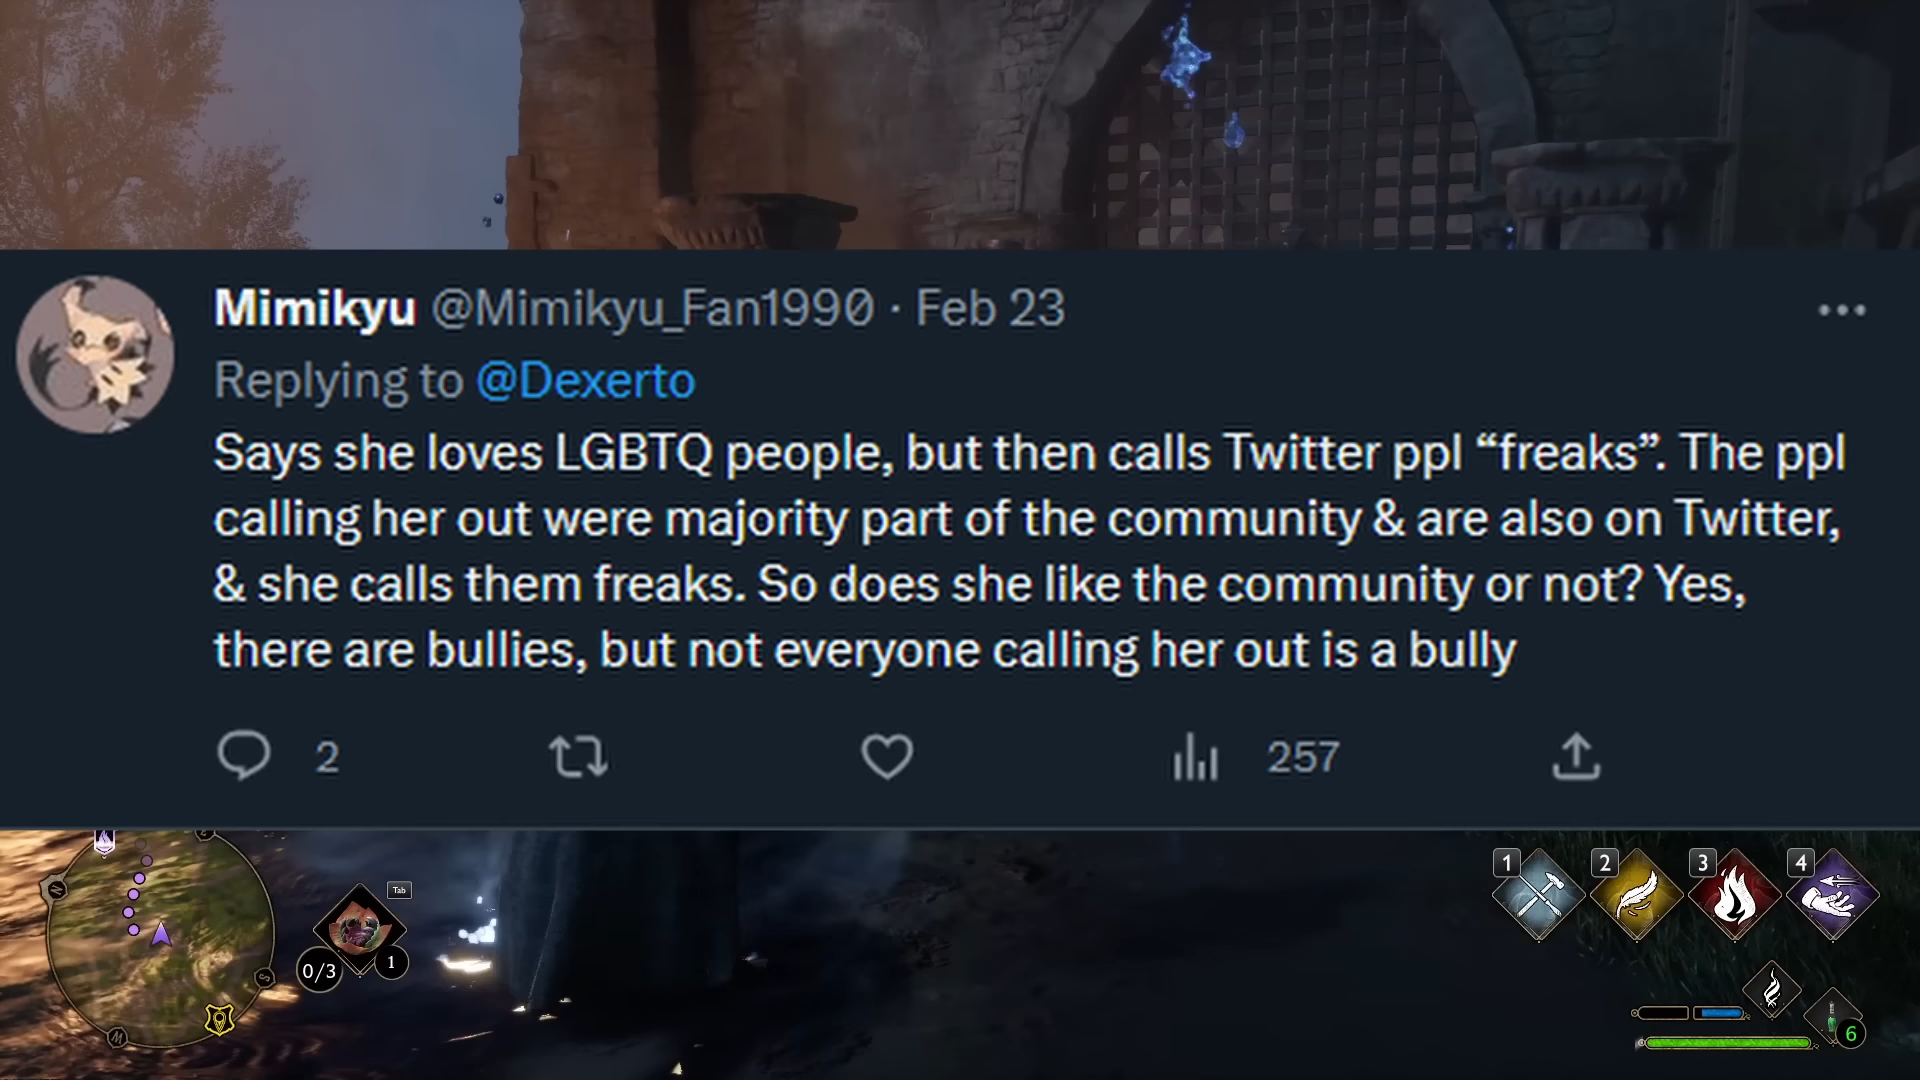 Mimikyu @Mimikyu_Fan1990 · Feb 23
Replying to @Dexerto
Says she loves LGBTQ people, but then calls Twitter ppl “freaks”. The ppl
calling her out were majority part of the community & are also on Twitter,
& she calls them freaks. So does she like the community or not? Yes,
there are bullies, but not everyone calling her out is a bully
2 257
1 2 3 4
N
Tab
0/3 1
S
W
6